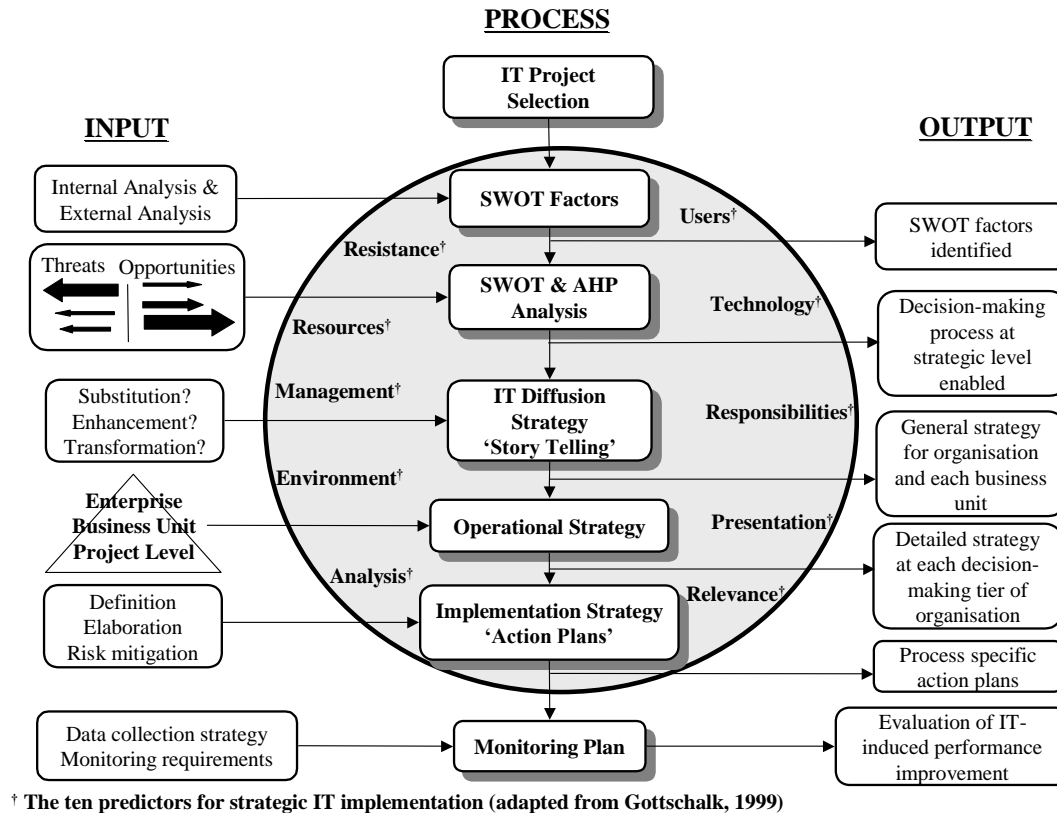 PROCESS
IT Project
Selection
INPUT
OUTPUT
Internal Analysis &
External Analysis
SWOT Factors
Users†
SWOT factors
identified
Resistance†
Threats
Opportunities
SWOT & AHP
Analysis
Technology†
Resources†
Decision-making
process at
strategic level
enabled
Management†
Substitution?
Enhancement?
Transformation?
IT Diffusion
Strategy
‘Story Telling’
Responsibilities†
General strategy
for organisation
and each business
unit
Environment†
Enterprise
Business Unit
Project Level
Operational Strategy
Presentation†
Detailed strategy
at each decision-
making tier of
organisation
Analysis†
Relevance†
Definition
Elaboration
Risk mitigation
Implementation Strategy
‘Action Plans’
Process specific
action plans
Data collection strategy
Monitoring requirements
Monitoring Plan
Evaluation of IT-
induced performance
improvement
† The ten predictors for strategic IT implementation (adapted from Gottschalk, 1999)